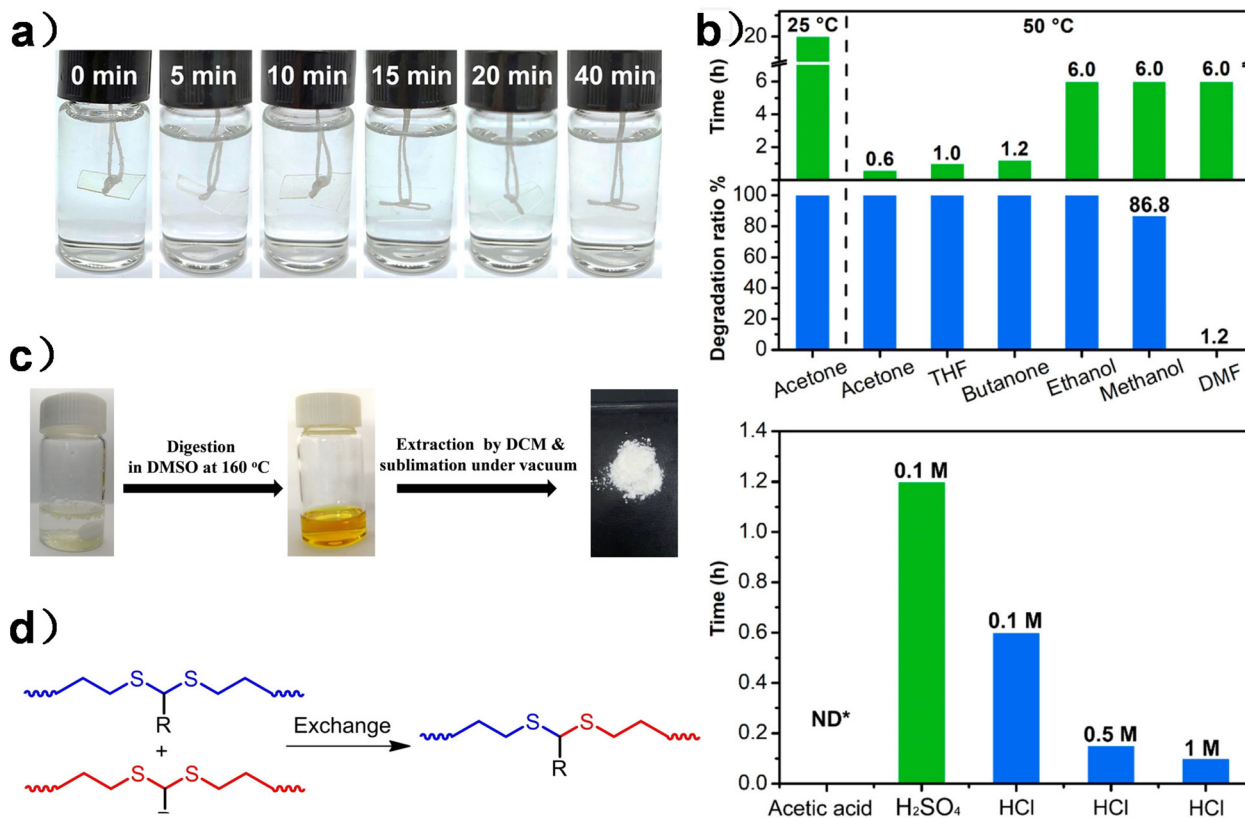 a)
0 min 5 min 10 min 15 min 20 min 40 min
b)
25 °C 50 °C
20
6
4
2
Time (h)
0.6 1.0 1.2 6.0 6.0 6.0
100
80
60
40
20
0
Degradation ratio %
86.8
1.2
Acetone Acetone THF Butanone Ethanol Methanol DMF
c)
Digestion
in DMSO at 160 °C
Extraction by DCM &
sublimation under vacuum
d)
S S
R
+
S S
Exchange
S S
R
1.4
1.2
1.0
0.8
0.6
0.4
0.2
0.0
Time (h)
ND*
0.1 M
0.1 M
0.5 M
1 M
Acetic acid H₂SO₄ HCl HCl HCl